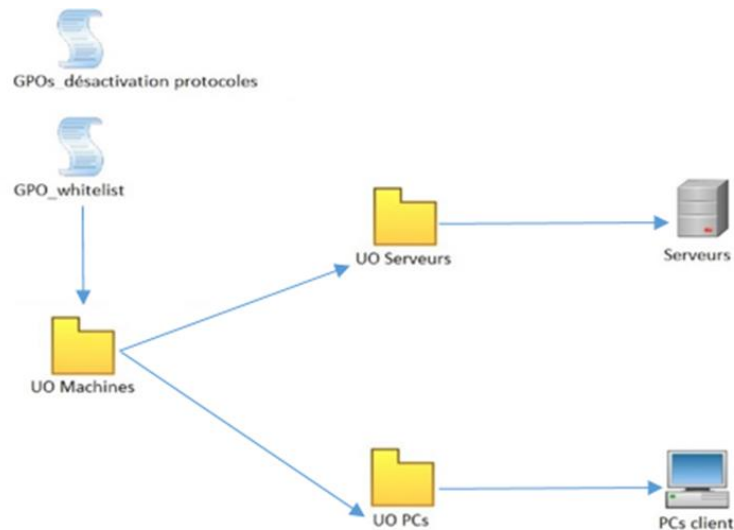 GPOs_désactivation protocoles
GPO_whitelist
UO Serveurs
Serveurs
UO Machines
UO PCs
PCs client